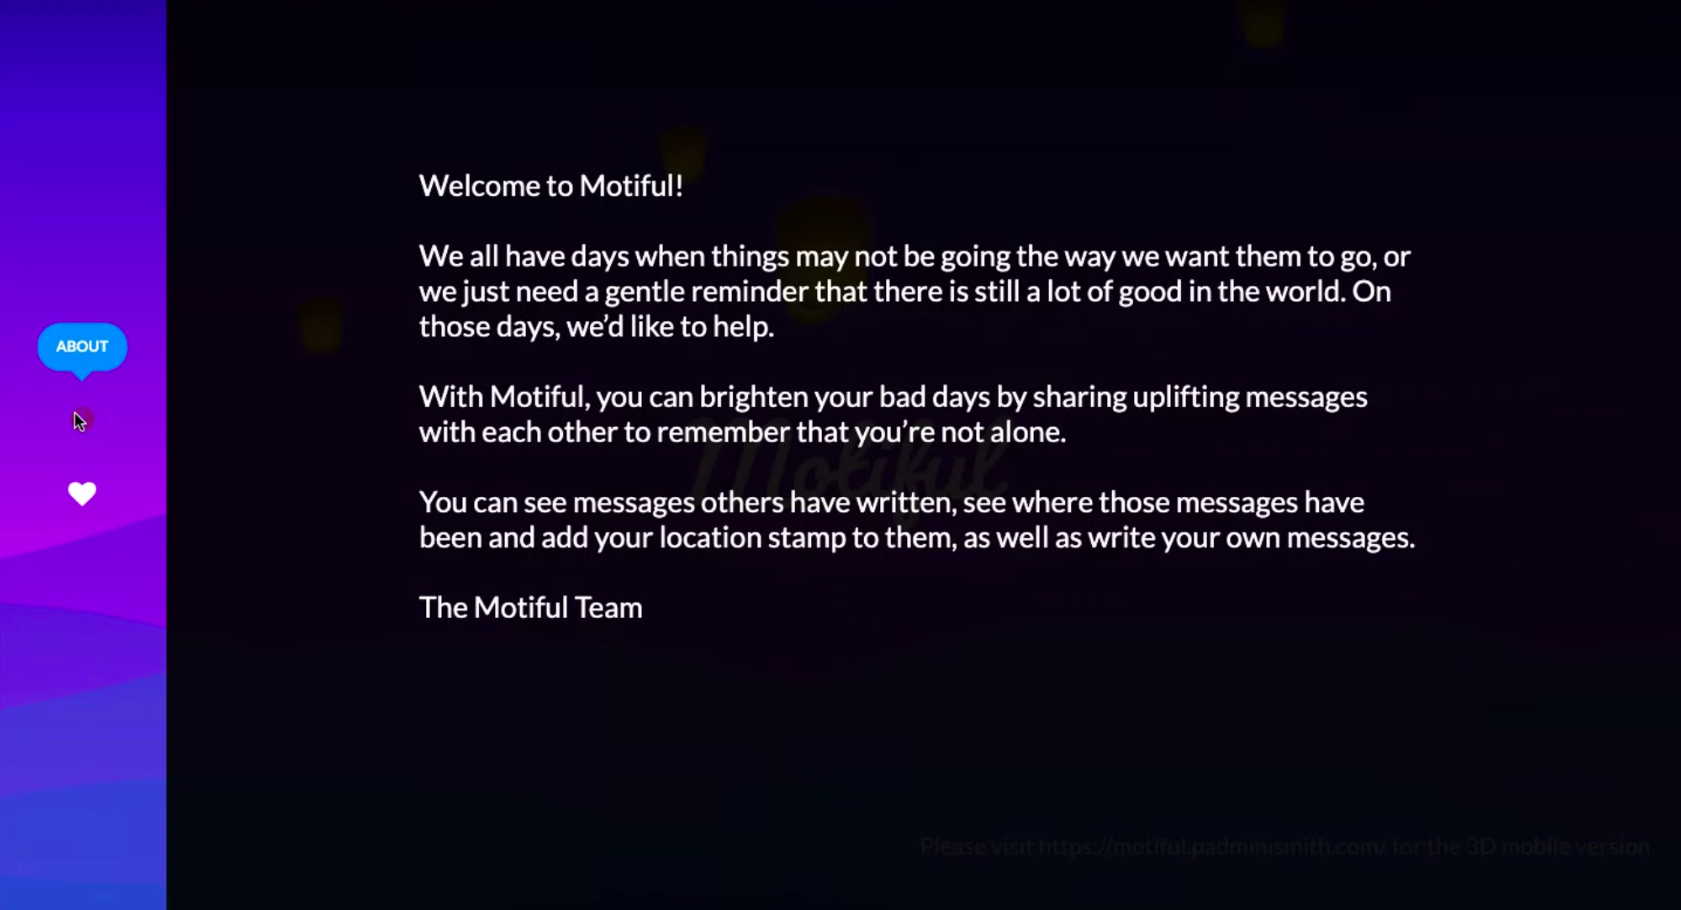 Welcome to Motiful!
We all have days when things may not be going the way we want them to go, or
we just need a gentle reminder that there is still a lot of good in the world. On
those days, we’d like to help.
ABOUT
With Motiful, you can brighten your bad days by sharing uplifting messages
with each other to remember that you’re not alone.
Motiful
You can see messages others have written, see where those messages have
been and add your location stamp to them, as well as write your own messages.
The Motiful Team
Please visit https://motiful.padminismith.com/ for the 3D mobile version